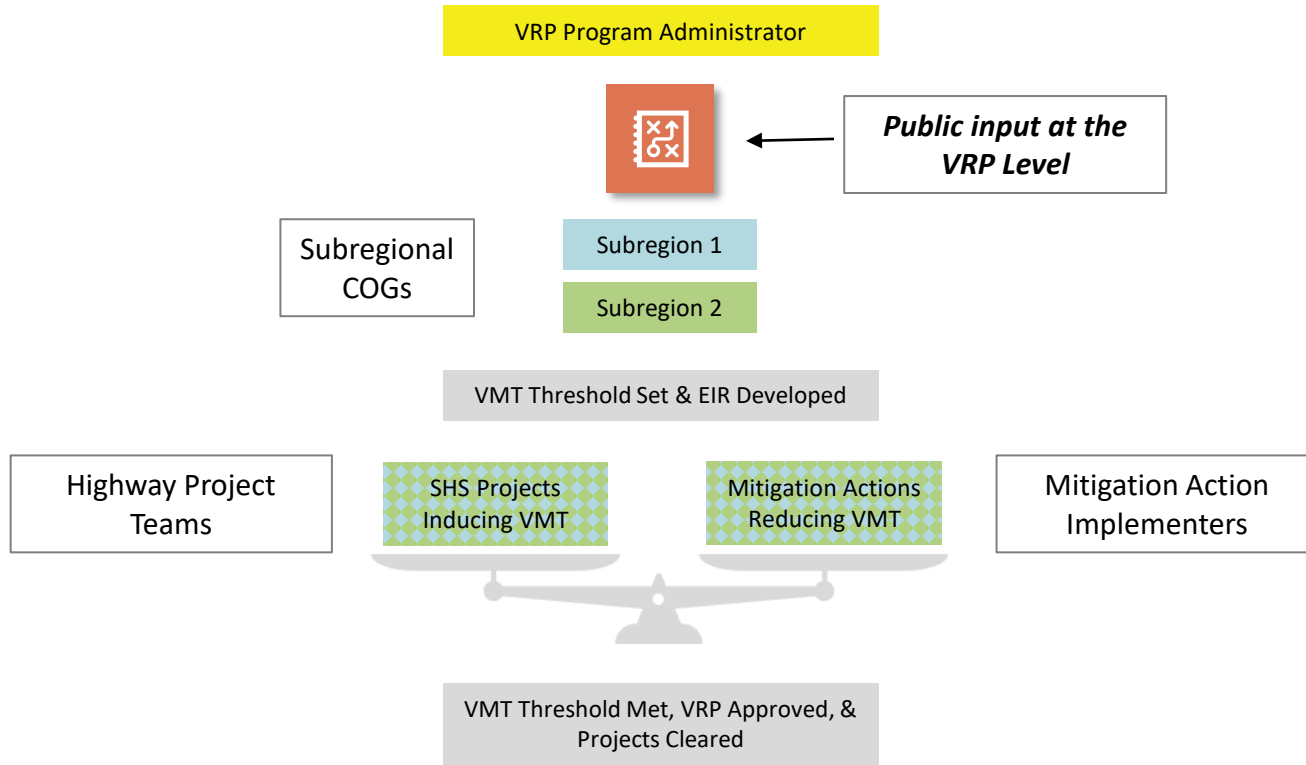 VRP Program Administrator
Public input at the
VRP Level
Subregional
COGs
Subregion 1
Subregion 2
VMT Threshold Set & EIR Developed
Highway Project
Teams
SHS Projects
Inducing VMT
Mitigation Actions
Reducing VMT
Mitigation Action
Implementers
VMT Threshold Met, VRP Approved, &
Projects Cleared